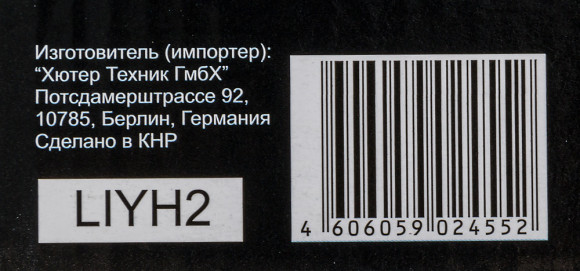 Изготовитель (импортер):
“Хютер Техник ГмбХ”
Потсдамерштрассе 92,
10785, Берлин, Германия
Сделано в КНР
LIYH2
4 606059 024552